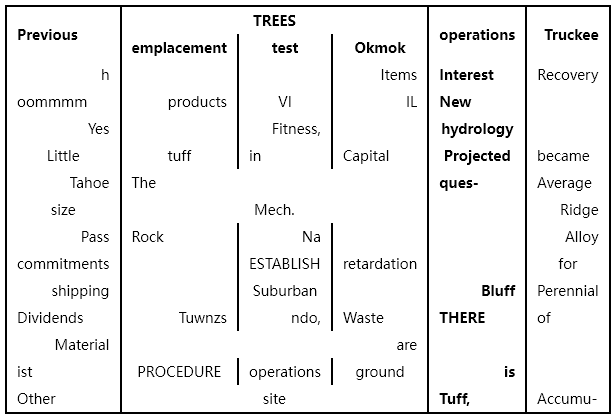 Previous TREES operations Truckee
emplacement test Okmok
h Items Interest Recovery
oommmm products VI IL New
Yes Fitness, hydrology
Little tuff in Capital Projected became
Tahoe The ques- Average
size Mech. Ridge
Pass Rock Na Alloy
commitments ESTABLISH retardation for
shipping Suburban Bluff Perennial
Dividends Tuwnzs ndo, Waste THERE of
Material are
ist PROCEDURE operations ground is
Other site Tuff, Accumu-